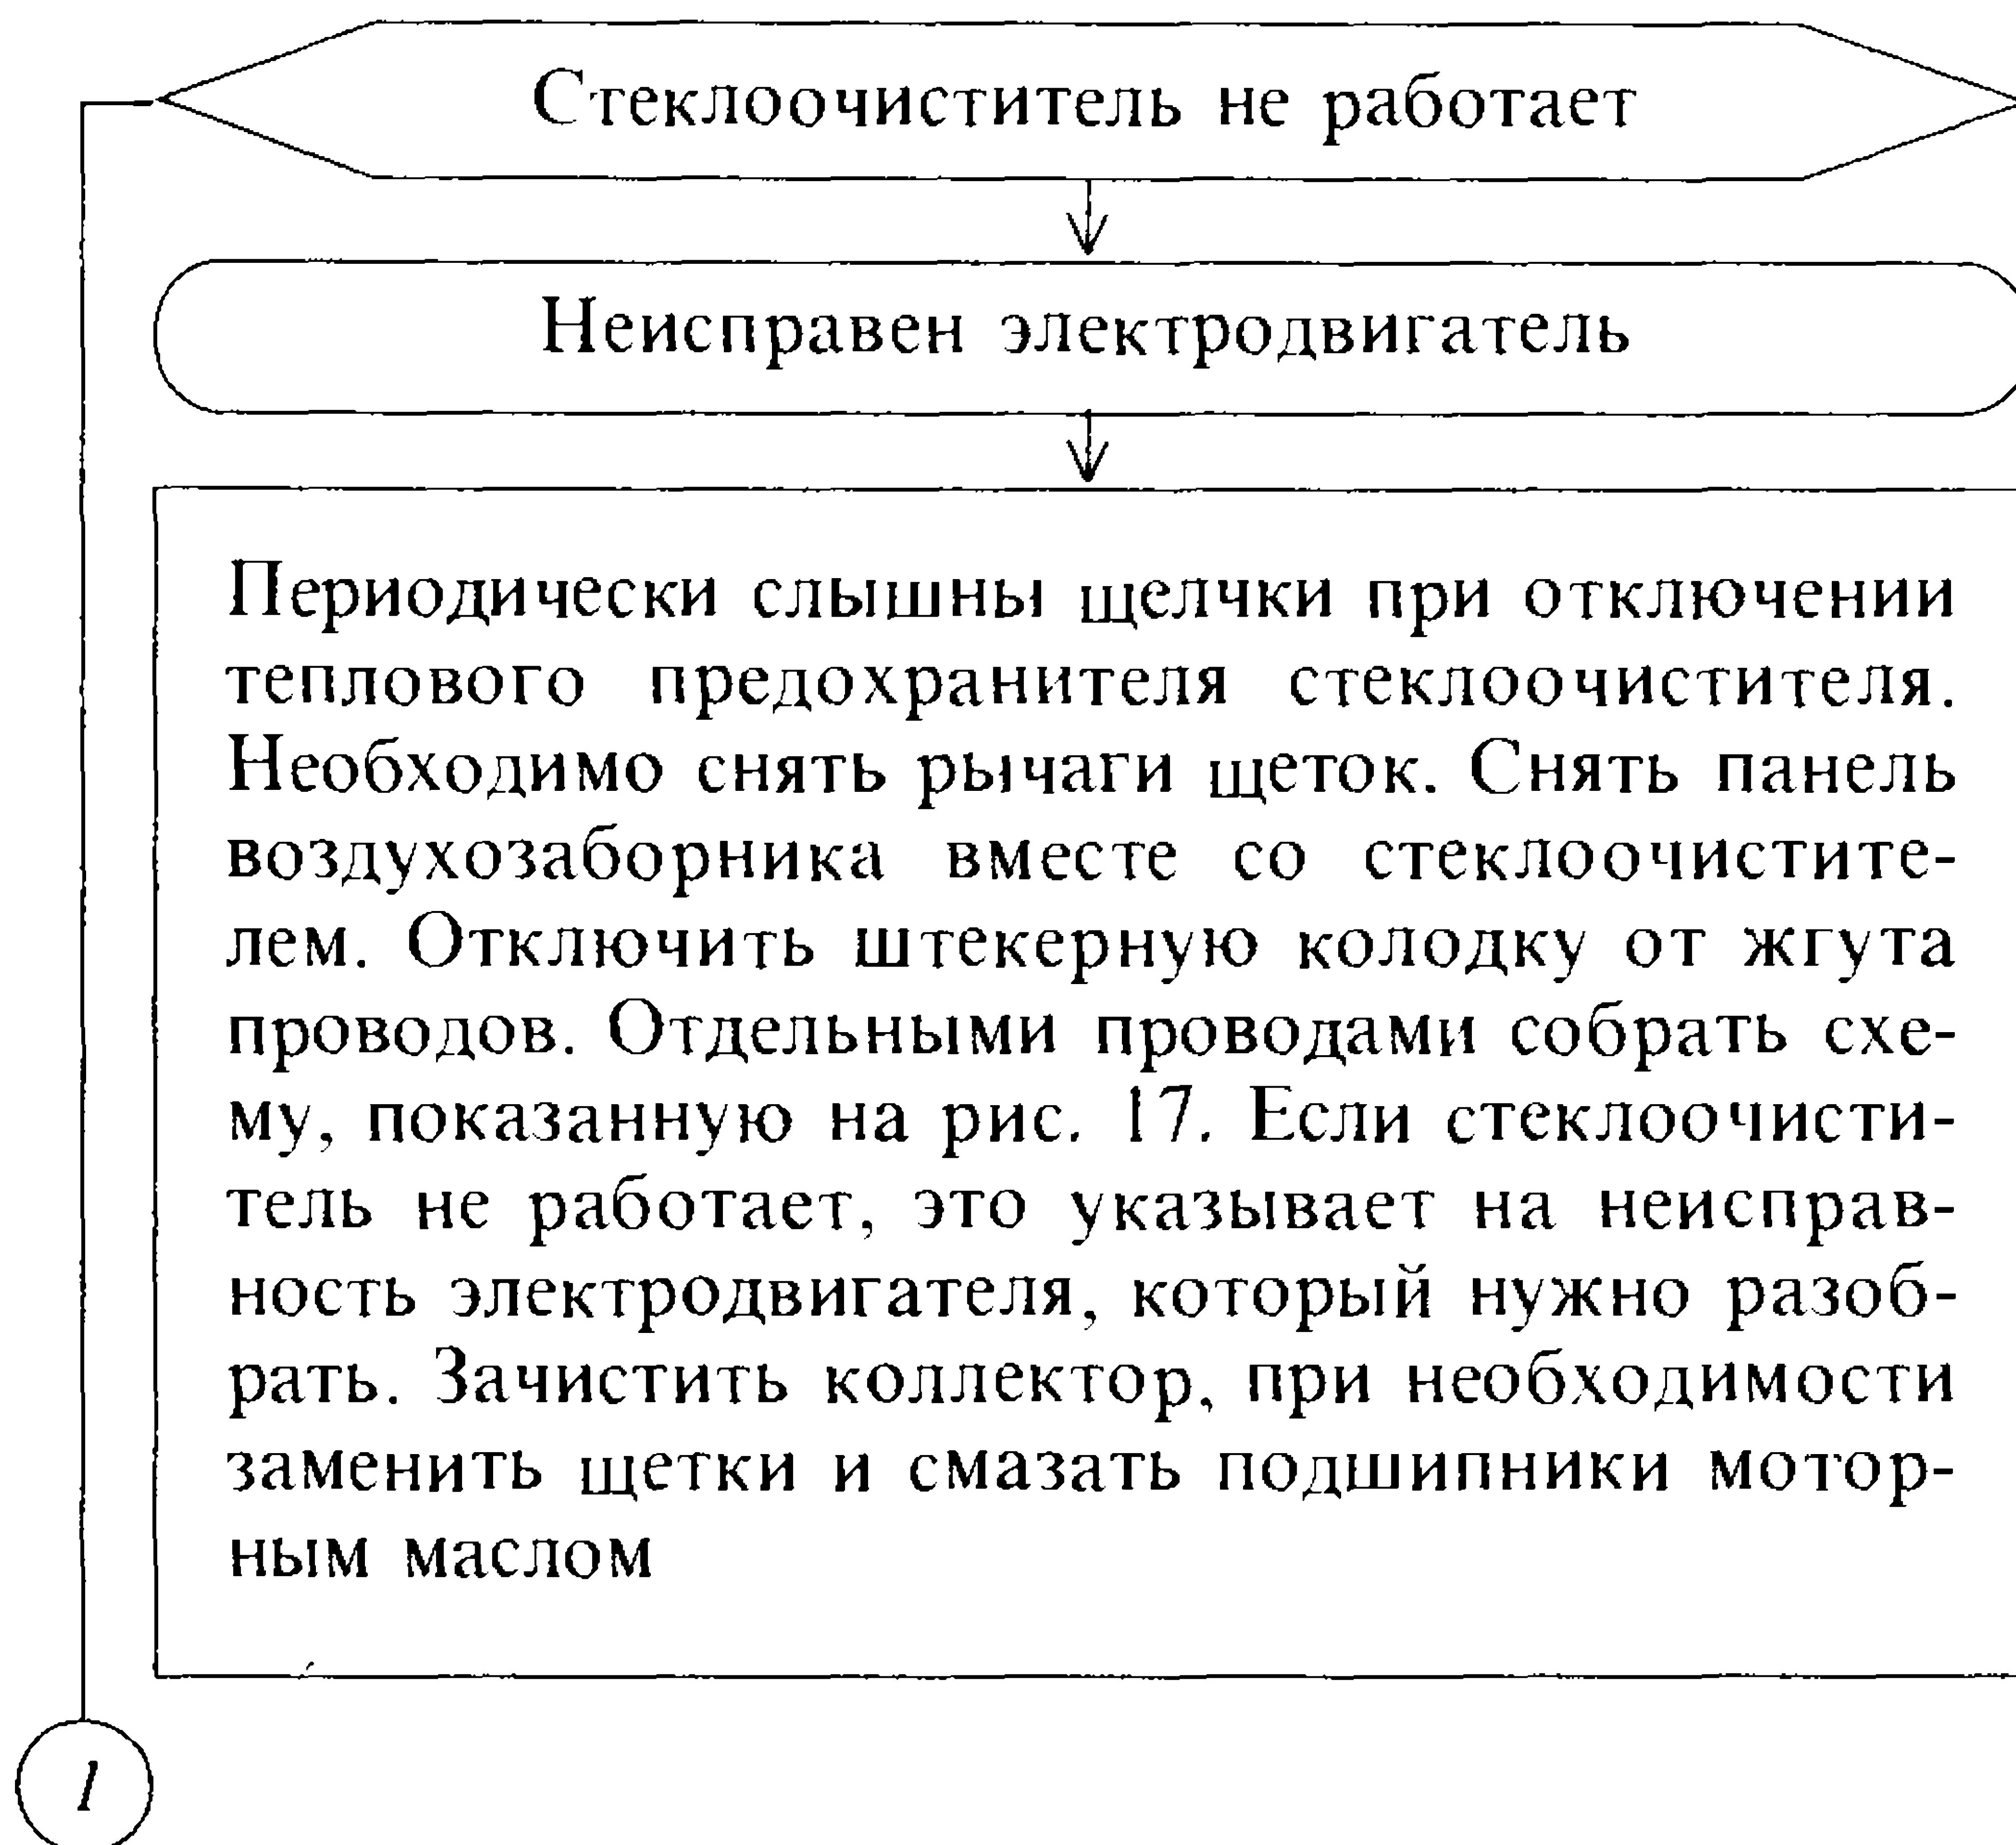 Стеклоочиститель не работает
Неисправен электродвигатель
Периодически слышны щелчки при отключении
теплового предохранителя стеклоочистителя.
Необходимо снять рычаги щеток. Снять панель
воздухозаборника вместе со стеклоочистите-
лем. Отключить штекерную колодку от жгута
проводов. Отдельными проводами собрать схе-
му, показанную на рис. 17. Если стеклоочисти-
тель не работает, это указывает на неисправ-
ность электродвигателя, который нужно разоб-
рать. Зачистить коллектор, при необходимости
заменить щетки и смазать подшипники мотор-
ным маслом
1